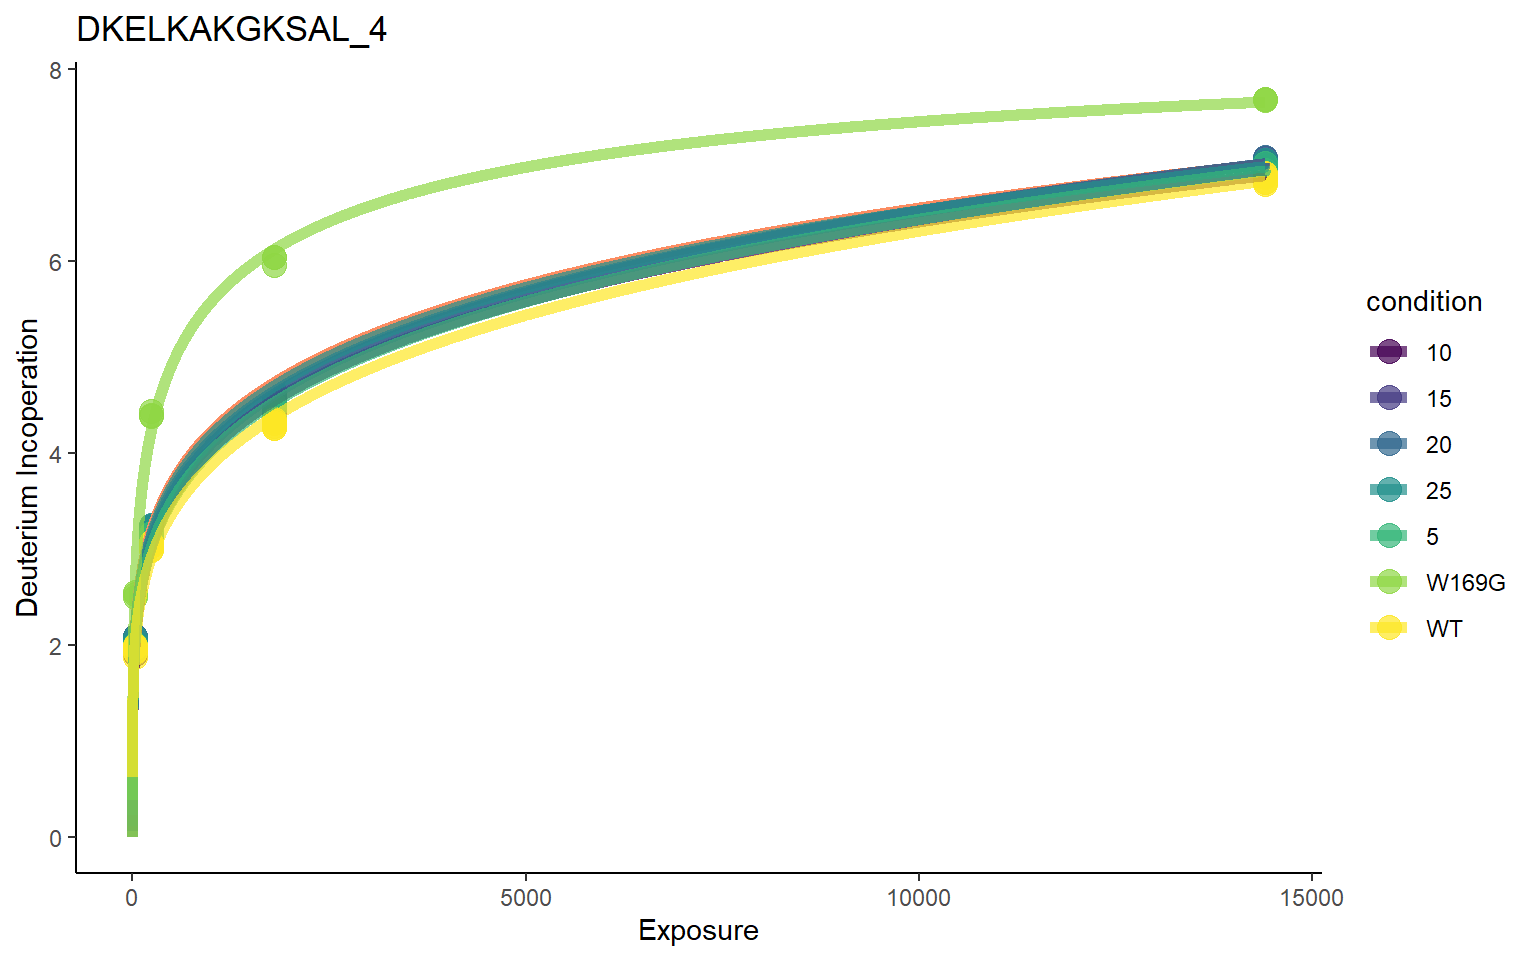 DKELKAKGKSAL_4
8
6
4
2
0
Deuterium Incoperation
0
5000
10000
15000
Exposure
condition
10
15
20
25
5
W169G
WT